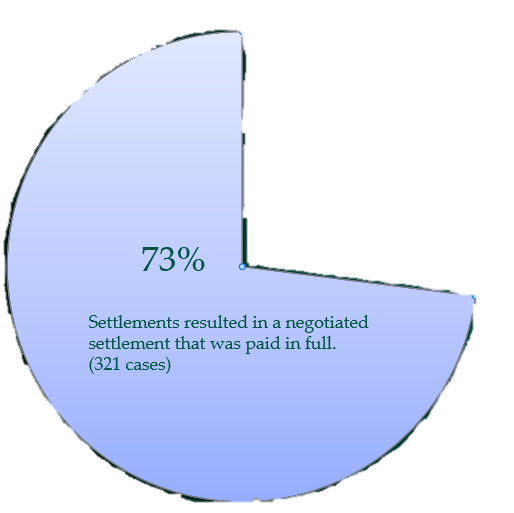 73%
Settlements resulted in a negotiated
settlement that was paid in full.
(321 cases)